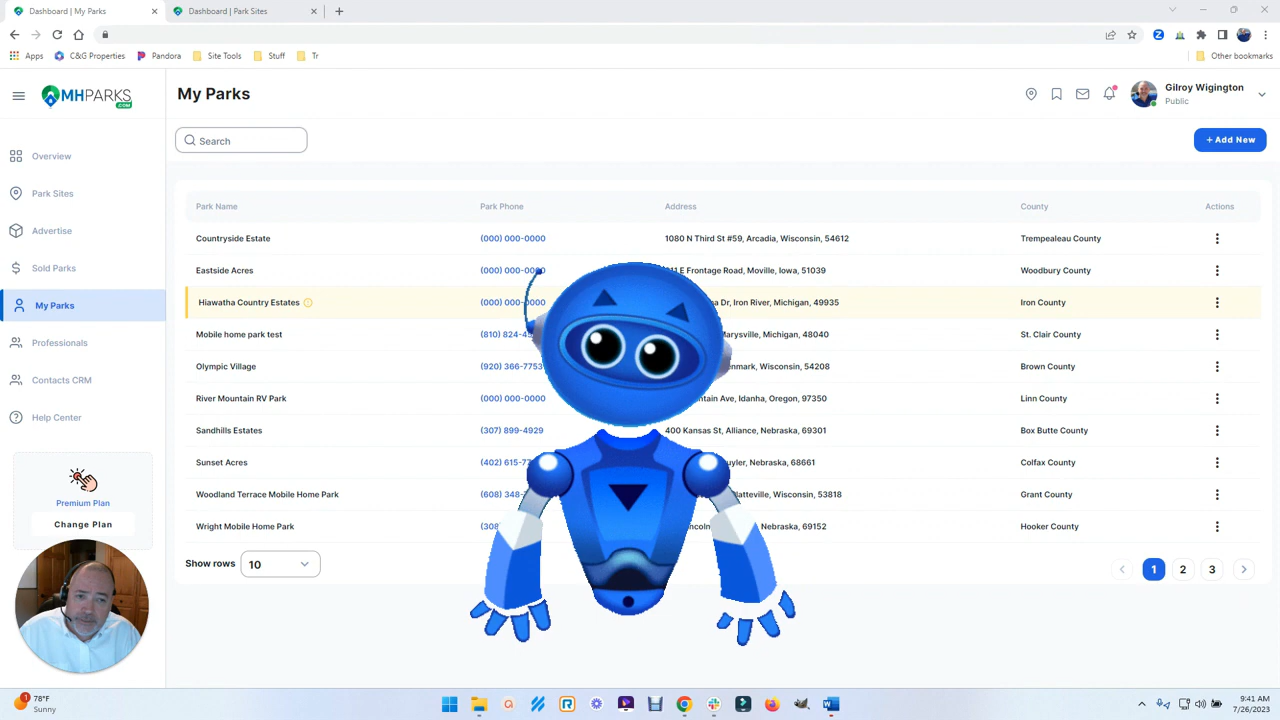 Dashboard | My Parks
Dashboard | Park Sites
Apps
C&G Properties
Pandora
Site Tools
Stuff
Tr
Other bookmarks
MHPARKS
.COM
My Parks
Gilroy Wigington
Public
Search
+ Add New
Overview
Park Sites
Advertise
Sold Parks
My Parks
Professionals
Contacts CRM
Help Center
Premium Plan
Change Plan
Park Name Park Phone Address County Actions
Countryside Estate (000) 000-0000 1080 N Third St #59, Arcadia, Wisconsin, 54612 Trempealeau County
Eastside Acres (000) 000-0000 E Frontage Road, Moville, Iowa, 51039 Woodbury County
Hiawatha Country Estates (000) 000-0000 Dr, Iron River, Michigan, 49935 Iron County
Mobile home park test (810) 824- Marysville, Michigan, 48040 St. Clair County
Olympic Village (920) 366-7753 Wisconsin, 54208 Brown County
River Mountain RV Park (000) 000-0000 Ave, Idanha, Oregon, 97350 Linn County
Sandhills Estates (307) 899-4929 400 Kansas St, Alliance, Nebraska, 69301 Box Butte County
Sunset Acres (402) 615- Nebraska, 68661 Colfax County
Woodland Terrace Mobile Home Park (608) 348- Wisconsin, 53818 Grant County
Wright Mobile Home Park (308 Nebraska, 69152 Hooker County
Show rows 10
1 2 3
1
78°F
Sunny
9:41 AM
7/26/2023